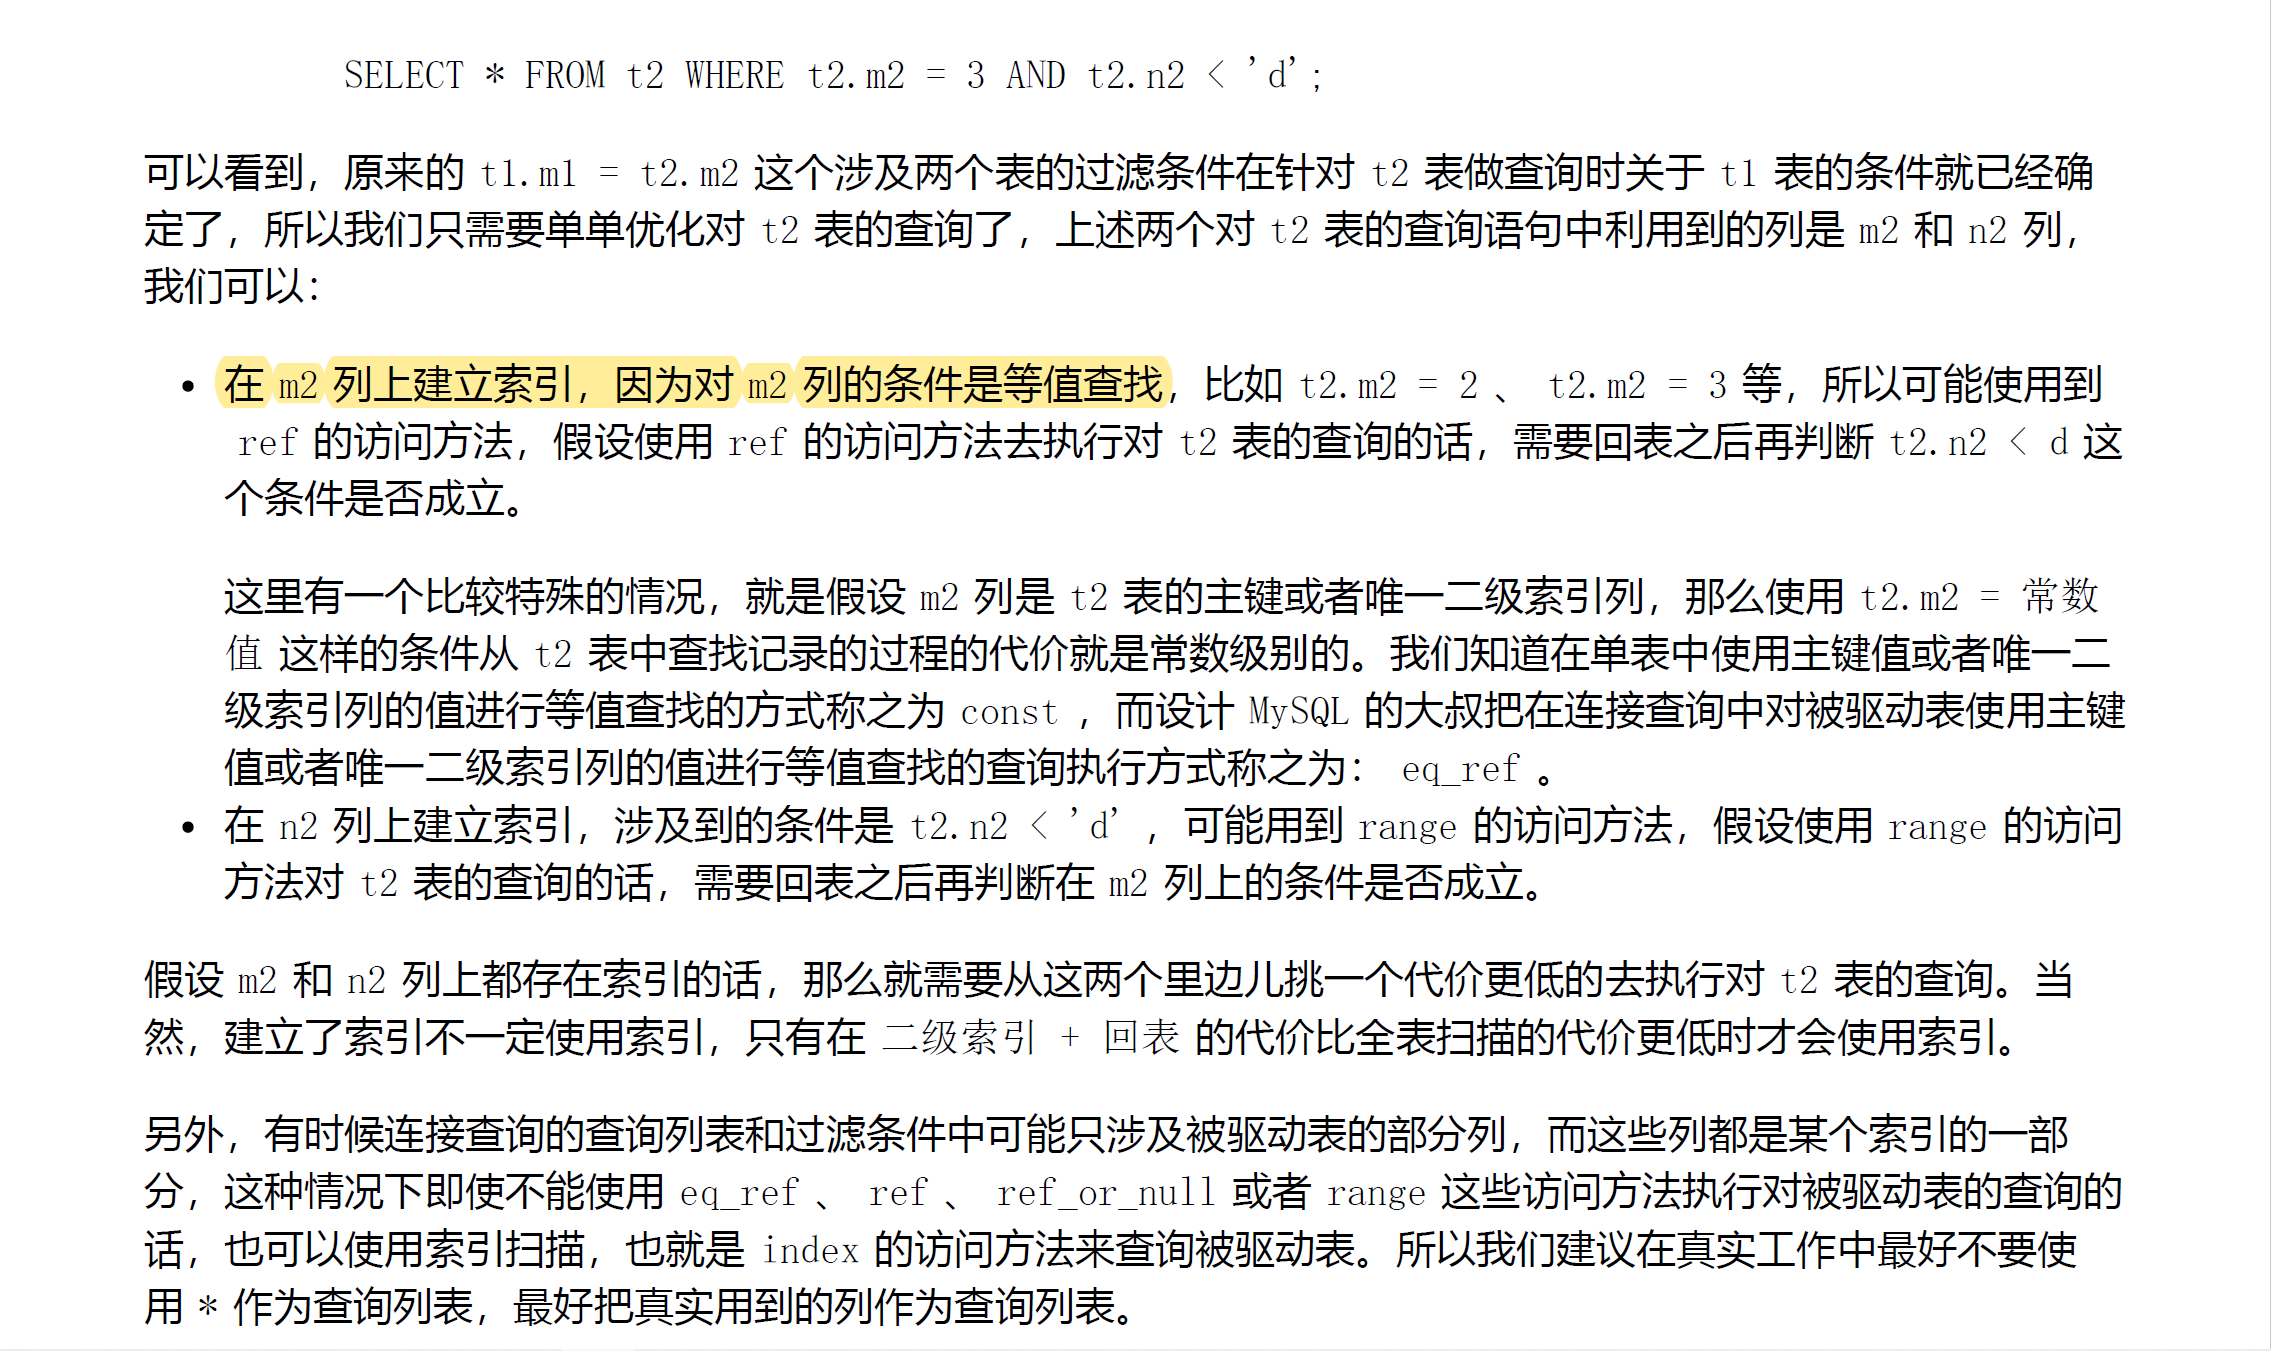 SELECT * FROM t2 WHERE t2.m2 = 3 AND t2.n2 < 'd';
可以看到，原来的 t1.m1 = t2.m2 这个涉及两个表的过滤条件在针对 t2 表做查询时关于 t1 表的条件就已经确
定了，所以我们只需要单单优化对 t2 表的查询了，上述两个对 t2 表的查询语句中利用到的列是 m2 和 n2 列，
我们可以：
• 在 m2 列上建立索引，因为对 m2 列的条件是等值查找，比如 t2.m2 = 2 、 t2.m2 = 3 等，所以可能使用到
ref 的访问方法，假设使用 ref 的访问方法去执行对 t2 表的查询的话，需要回表之后再判断 t2.n2 < d 这
个条件是否成立。
这里有一个比较特殊的情况，就是假设 m2 列是 t2 表的主键或者唯一二级索引列，那么使用 t2.m2 = 常数
值 这样的条件从 t2 表中查找记录的过程的代价就是常数级别的。我们知道在单表中使用主键值或者唯一二
级索引列的值进行等值查找的方式称之为 const ，而设计 MySQL 的大叔把在连接查询中对被驱动表使用主键
值或者唯一二级索引列的值进行等值查找的查询执行方式称之为： eq_ref 。
• 在 n2 列上建立索引，涉及到的条件是 t2.n2 < 'd' ，可能用到 range 的访问方法，假设使用 range 的访问
方法对 t2 表的查询的话，需要回表之后再判断在 m2 列上的条件是否成立。
假设 m2 和 n2 列上都存在索引的话，那么就需要从这两个里边儿挑一个代价更低的去执行对 t2 表的查询。当
然，建立了索引不一定使用索引，只有在 二级索引 + 回表 的代价比全表扫描的代价更低时才会使用索引。
另外，有时候连接查询的查询列表和过滤条件中可能只涉及被驱动表的部分列，而这些列都是某个索引的一部
分，这种情况下即使不能使用 eq_ref 、 ref 、 ref_or_null 或者 range 这些访问方法执行对被驱动表的查询的
话，也可以使用索引扫描，也就是 index 的访问方法来查询被驱动表。所以我们建议在真实工作中最好不要使
用 * 作为查询列表，最好把真实用到的列作为查询列表。